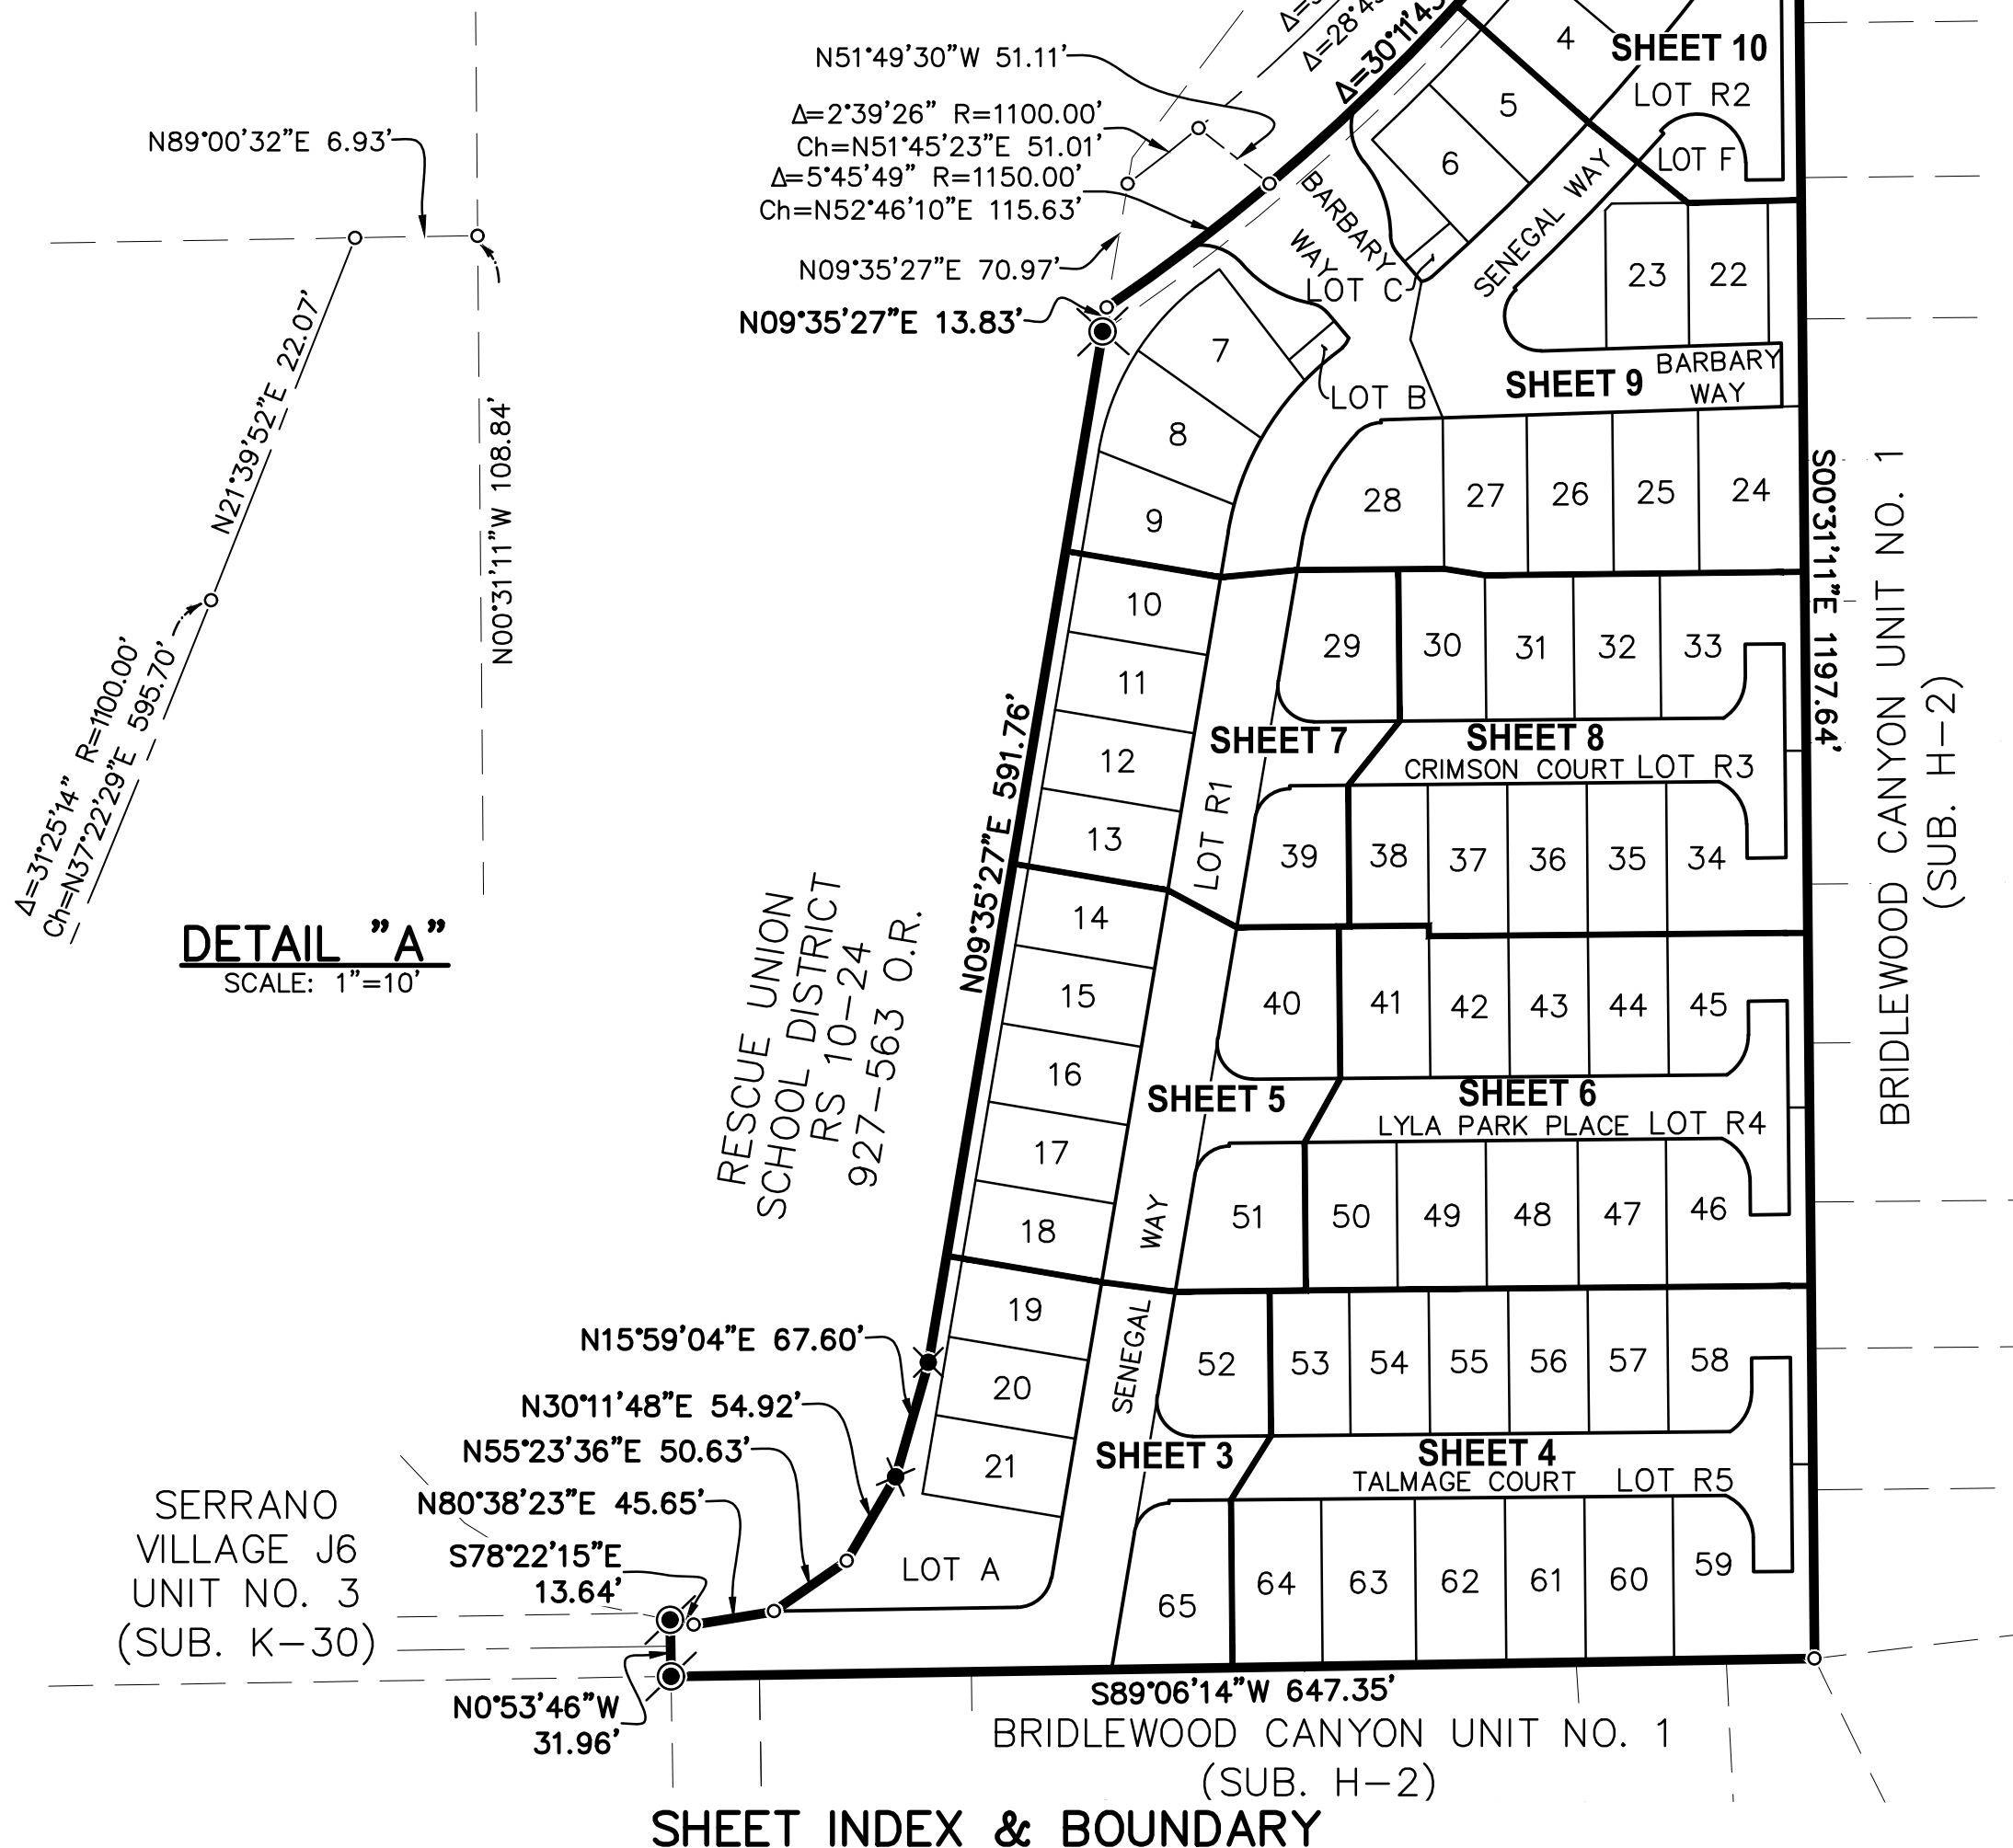 N89°00'32"E 6.93'
N21°39'52"E 22.07'
N00°31'11"W 108.84'
Δ=31°25'14" R=1100.00'
Ch=N37°22'29"E 595.70'
DETAIL "A"
SCALE: 1"=10'
N51°49'30"W 51.11'
Δ=2°39'26" R=1100.00'
Ch=N51°45'23"E 51.01'
Δ=5°45'49" R=1150.00'
Ch=N52°46'10"E 115.63'
N09°35'27"E 70.97'
N09°35'27"E 13.83'
Δ=30°11'43"
SHEET 10
LOT R2
LOT F
4
5
6
BARBARY
WAY
LOT C
SENEGAL WAY
23
22
7
8
9
LOT B
SHEET 9
BARBARY
WAY
28
27
26
25
24
S00°31'11"E 1197.64'
BRIDLEWOOD CANYON UNIT NO. 1
(SUB. H-2)
10
11
12
13
29
30
31
32
33
SHEET 7
SHEET 8
CRIMSON COURT LOT R3
LOT R1
39
38
37
36
35
34
N09°35'27"E 591.76'
RESCUE UNION
SCHOOL DISTRICT
RS 10-24
927-563 O.R.
14
15
16
17
18
40
41
42
43
44
45
SHEET 5
SHEET 6
LYLA PARK PLACE LOT R4
51
50
49
48
47
46
WAY
SENEGAL
19
20
21
52
53
54
55
56
57
58
SHEET 3
SHEET 4
TALMAGE COURT LOT R5
65
64
63
62
61
60
59
LOT A
N15°59'04"E 67.60'
N30°11'48"E 54.92'
N55°23'36"E 50.63'
N80°38'23"E 45.65'
S78°22'15"E
13.64'
SERRANO
VILLAGE J6
UNIT NO. 3
(SUB. K-30)
N0°53'46"W
31.96'
S89°06'14"W 647.35'
BRIDLEWOOD CANYON UNIT NO. 1
(SUB. H-2)
SHEET INDEX & BOUNDARY